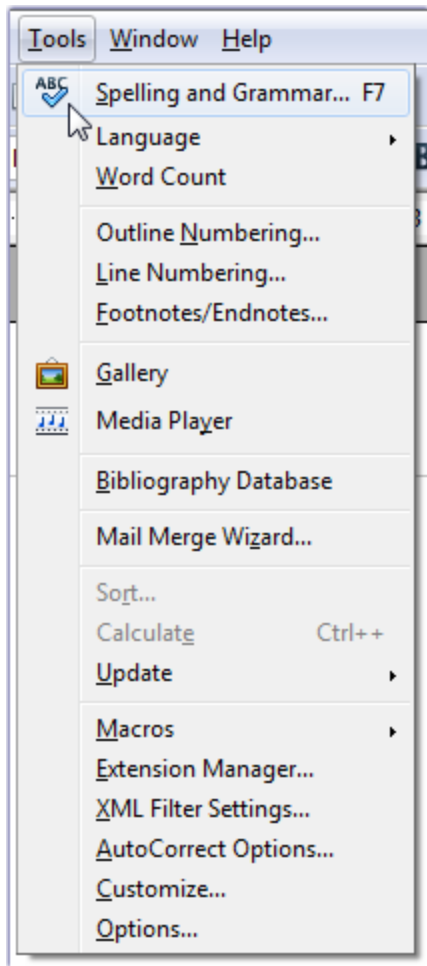 Tools Window Help
ABC
Spelling and Grammar... F7
Language
Word Count
Outline Numbering...
Line Numbering...
Footnotes/Endnotes...
Gallery
Media Player
Bibliography Database
Mail Merge Wizard...
Sort...
Calculate Ctrl++
Update
Macros
Extension Manager...
XML Filter Settings...
AutoCorrect Options...
Customize...
Options...